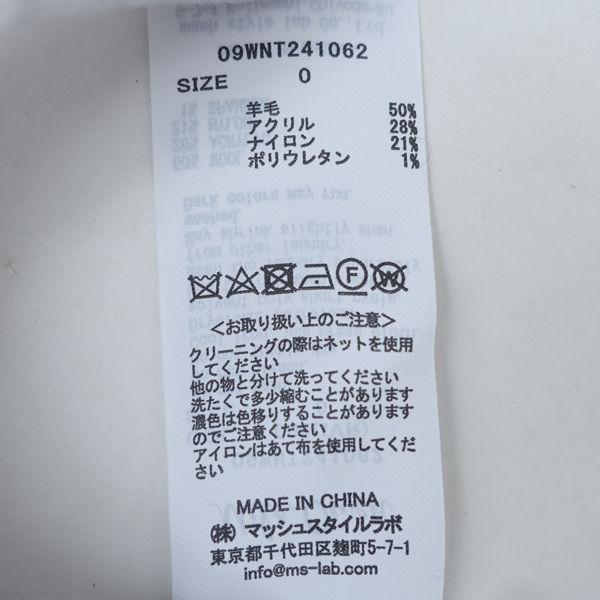 09WNT241062
SIZE 0
羊毛 50%
アクリル 28%
ナイロン 21%
ポリウレタン 1%
F W
＜お取り扱い上のご注意＞
クリーニングの際はネットを使用
してください
他の物と分けて洗ってください
洗たくで多少縮むことがあります
濃色は色移りすることがあります
のでご注意ください
アイロンはあて布を使用してくだ
さい
MADE IN CHINA
㈱ マッシュスタイルラボ
東京都千代田区麹町5-7-1
info@ms-lab.com